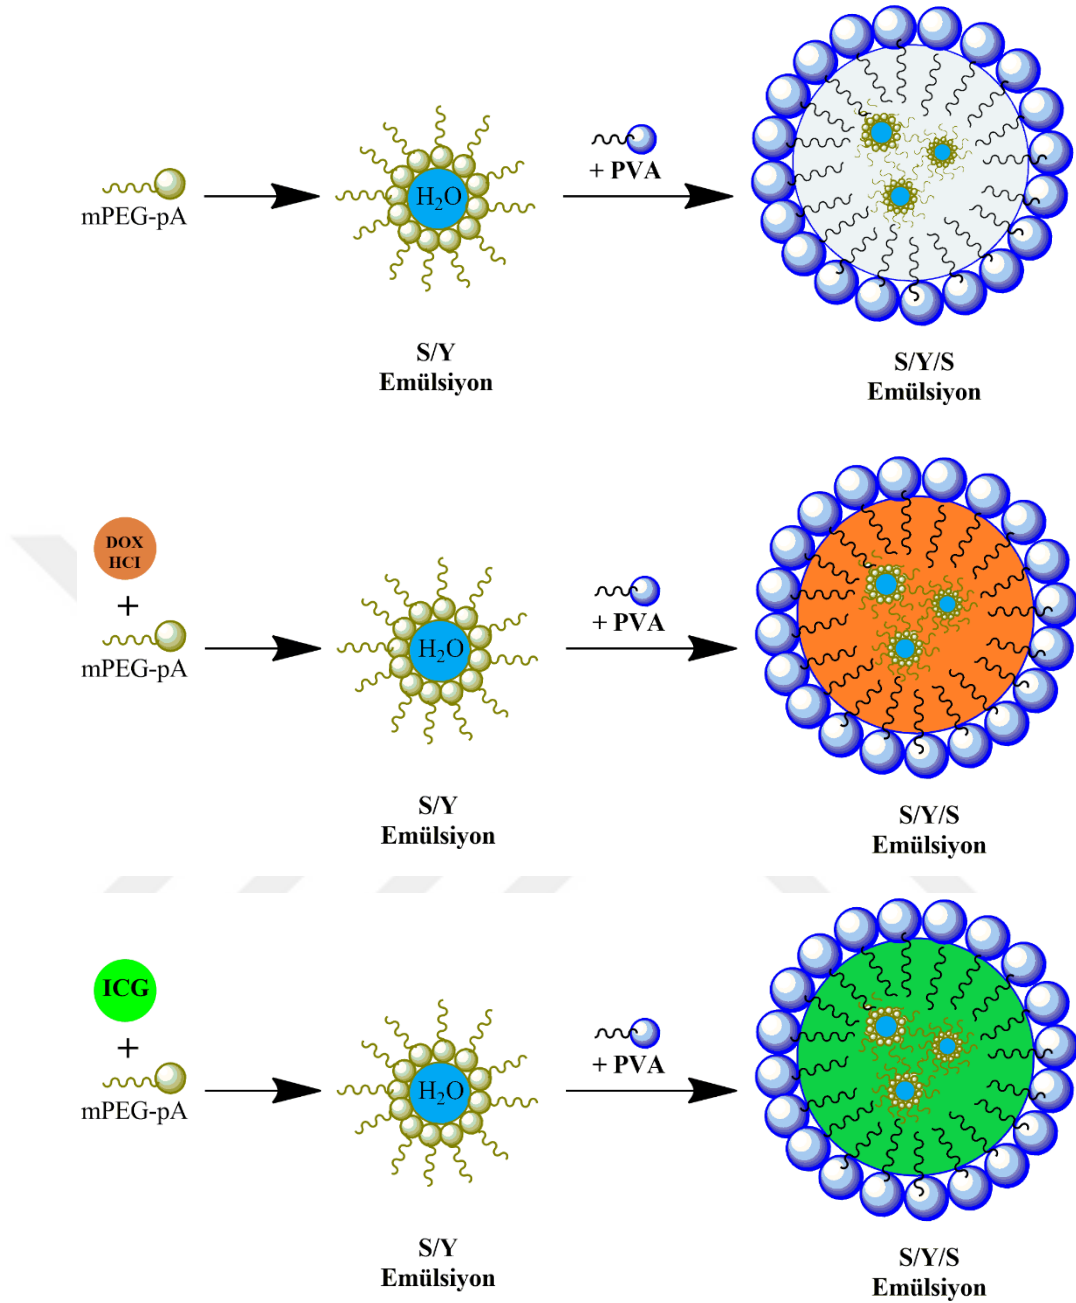 mPEG-pA
H₂O
+ PVA
S/Y
Emülsiyon
S/Y/S
Emülsiyon
DOX
HCI
+
mPEG-pA
H₂O
+ PVA
S/Y
Emülsiyon
S/Y/S
Emülsiyon
ICG
+
mPEG-pA
H₂O
+ PVA
S/Y
Emülsiyon
S/Y/S
Emülsiyon